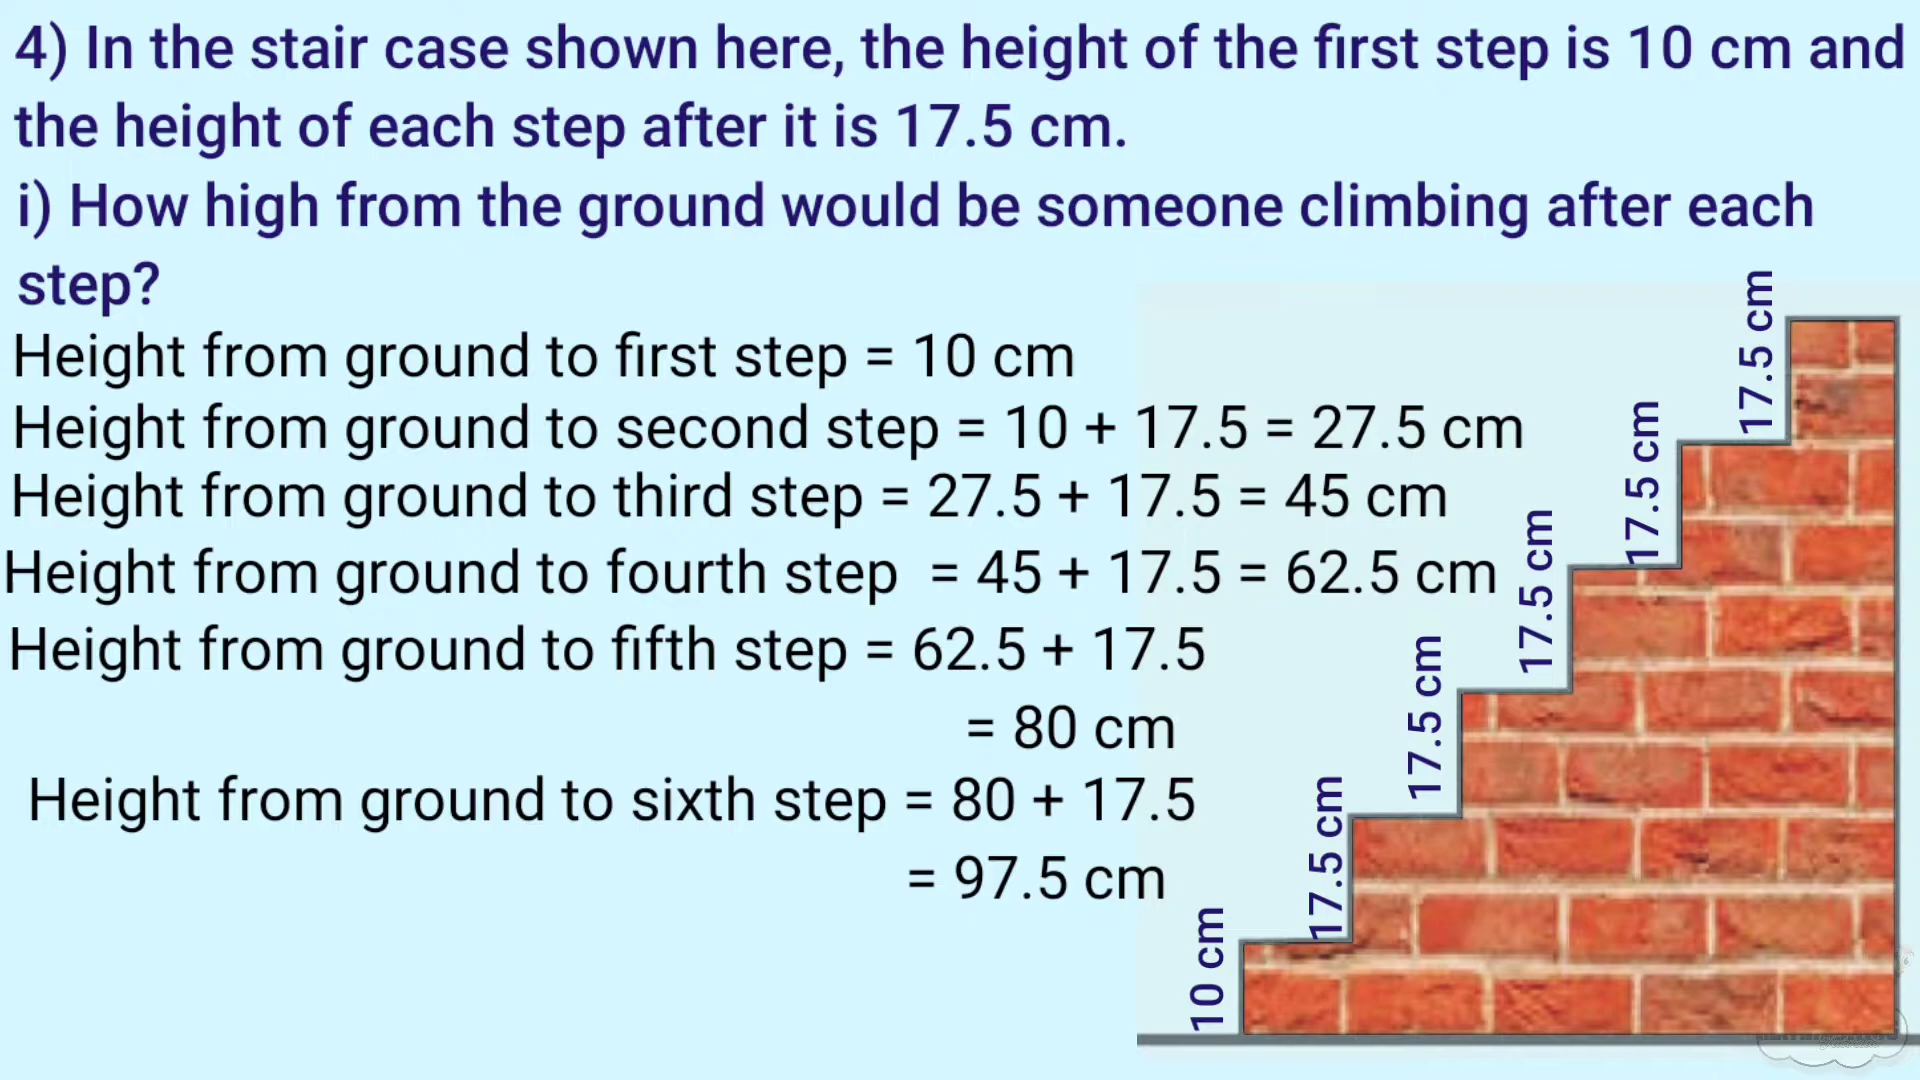 4) In the stair case shown here, the height of the first step is 10 cm and
the height of each step after it is 17.5 cm.
i) How high from the ground would be someone climbing after each
step?
Height from ground to first step = 10 cm
Height from ground to second step = 10 + 17.5 = 27.5 cm
Height from ground to third step = 27.5 + 17.5 = 45 cm
Height from ground to fourth step = 45 + 17.5 = 62.5 cm
Height from ground to fifth step = 62.5 + 17.5
= 80 cm
Height from ground to sixth step = 80 + 17.5
= 97.5 cm
10 cm
17.5 cm
17.5 cm
17.5 cm
17.5 cm
17.5 cm